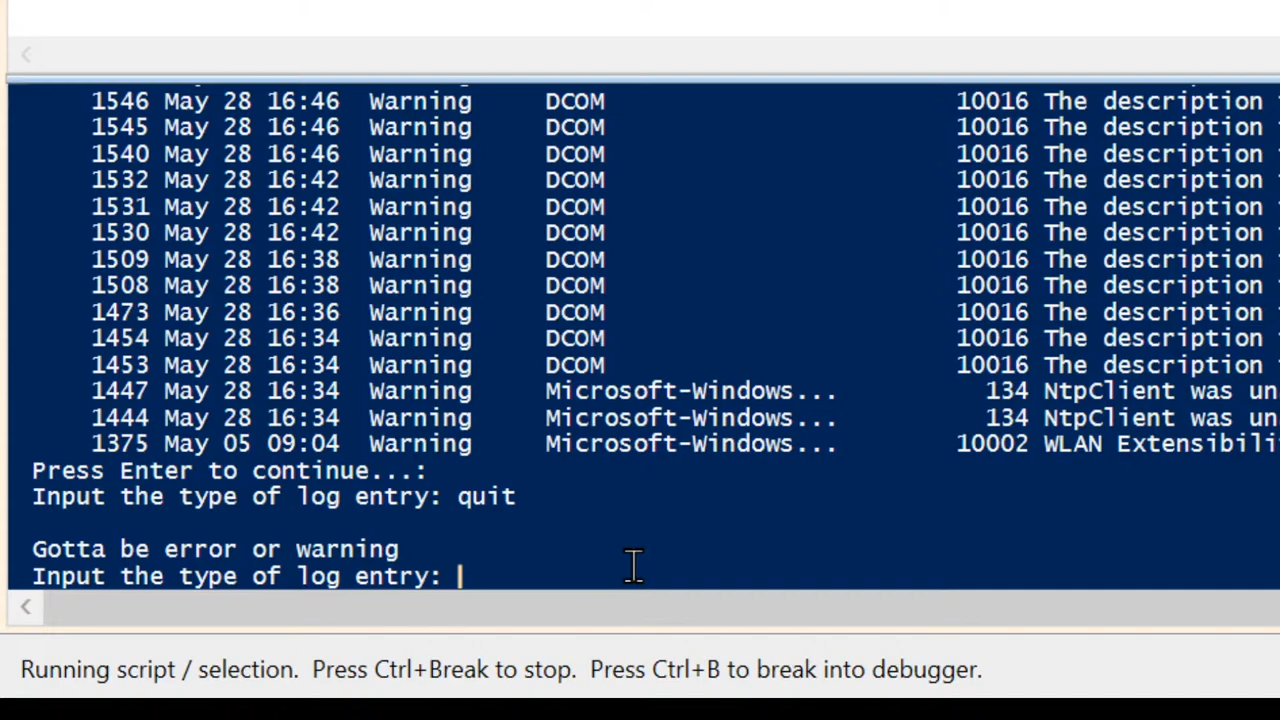 1546 May 28 16:46 Warning DCOM 10016 The description
1545 May 28 16:46 Warning DCOM 10016 The description
1540 May 28 16:46 Warning DCOM 10016 The description
1532 May 28 16:42 Warning DCOM 10016 The description
1531 May 28 16:42 Warning DCOM 10016 The description
1530 May 28 16:42 Warning DCOM 10016 The description
1509 May 28 16:38 Warning DCOM 10016 The description
1508 May 28 16:38 Warning DCOM 10016 The description
1473 May 28 16:36 Warning DCOM 10016 The description
1454 May 28 16:34 Warning DCOM 10016 The description
1453 May 28 16:34 Warning DCOM 10016 The description
1447 May 28 16:34 Warning Microsoft-Windows... 134 NtpClient was un
1444 May 28 16:34 Warning Microsoft-Windows... 134 NtpClient was un
1375 May 05 09:04 Warning Microsoft-Windows... 10002 WLAN Extensibili
Press Enter to continue...:
Input the type of log entry: quit
Gotta be error or warning
Input the type of log entry:
Running script / selection. Press Ctrl+Break to stop. Press Ctrl+B to break into debugger.